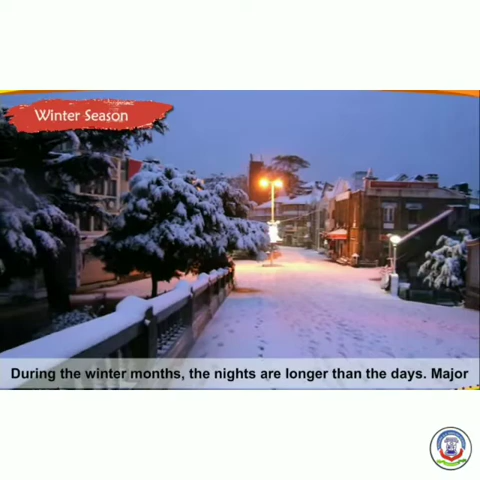 Winter Season
During the winter months, the nights are longer than the days. Major